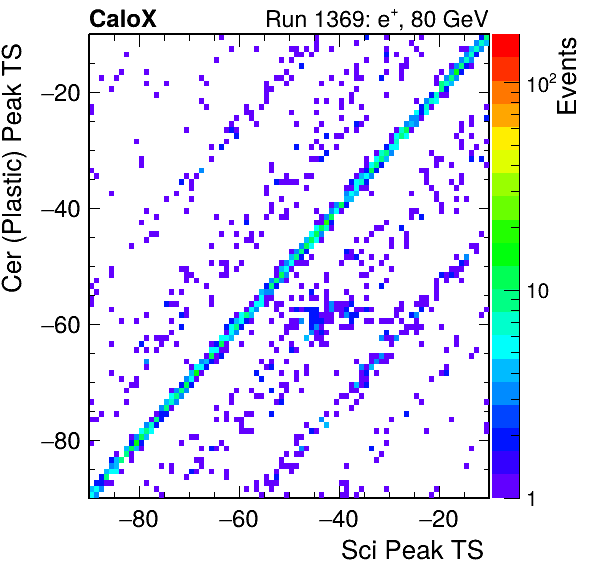 CaloX Run 1369: e+, 80 GeV
Cer (Plastic) Peak TS
−20
−40
−60
−80
−80 −60 −40 −20
Sci Peak TS
10²
10
1
Events